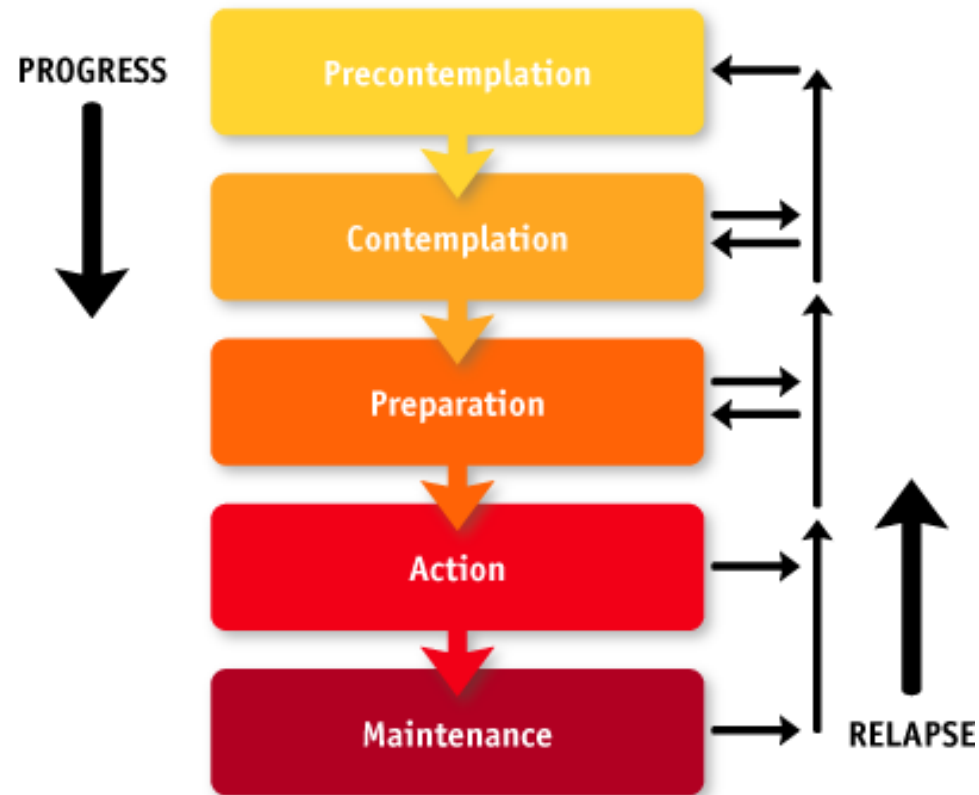 PROGRESS
Precontemplation
Contemplation
Preparation
Action
Maintenance
RELAPSE